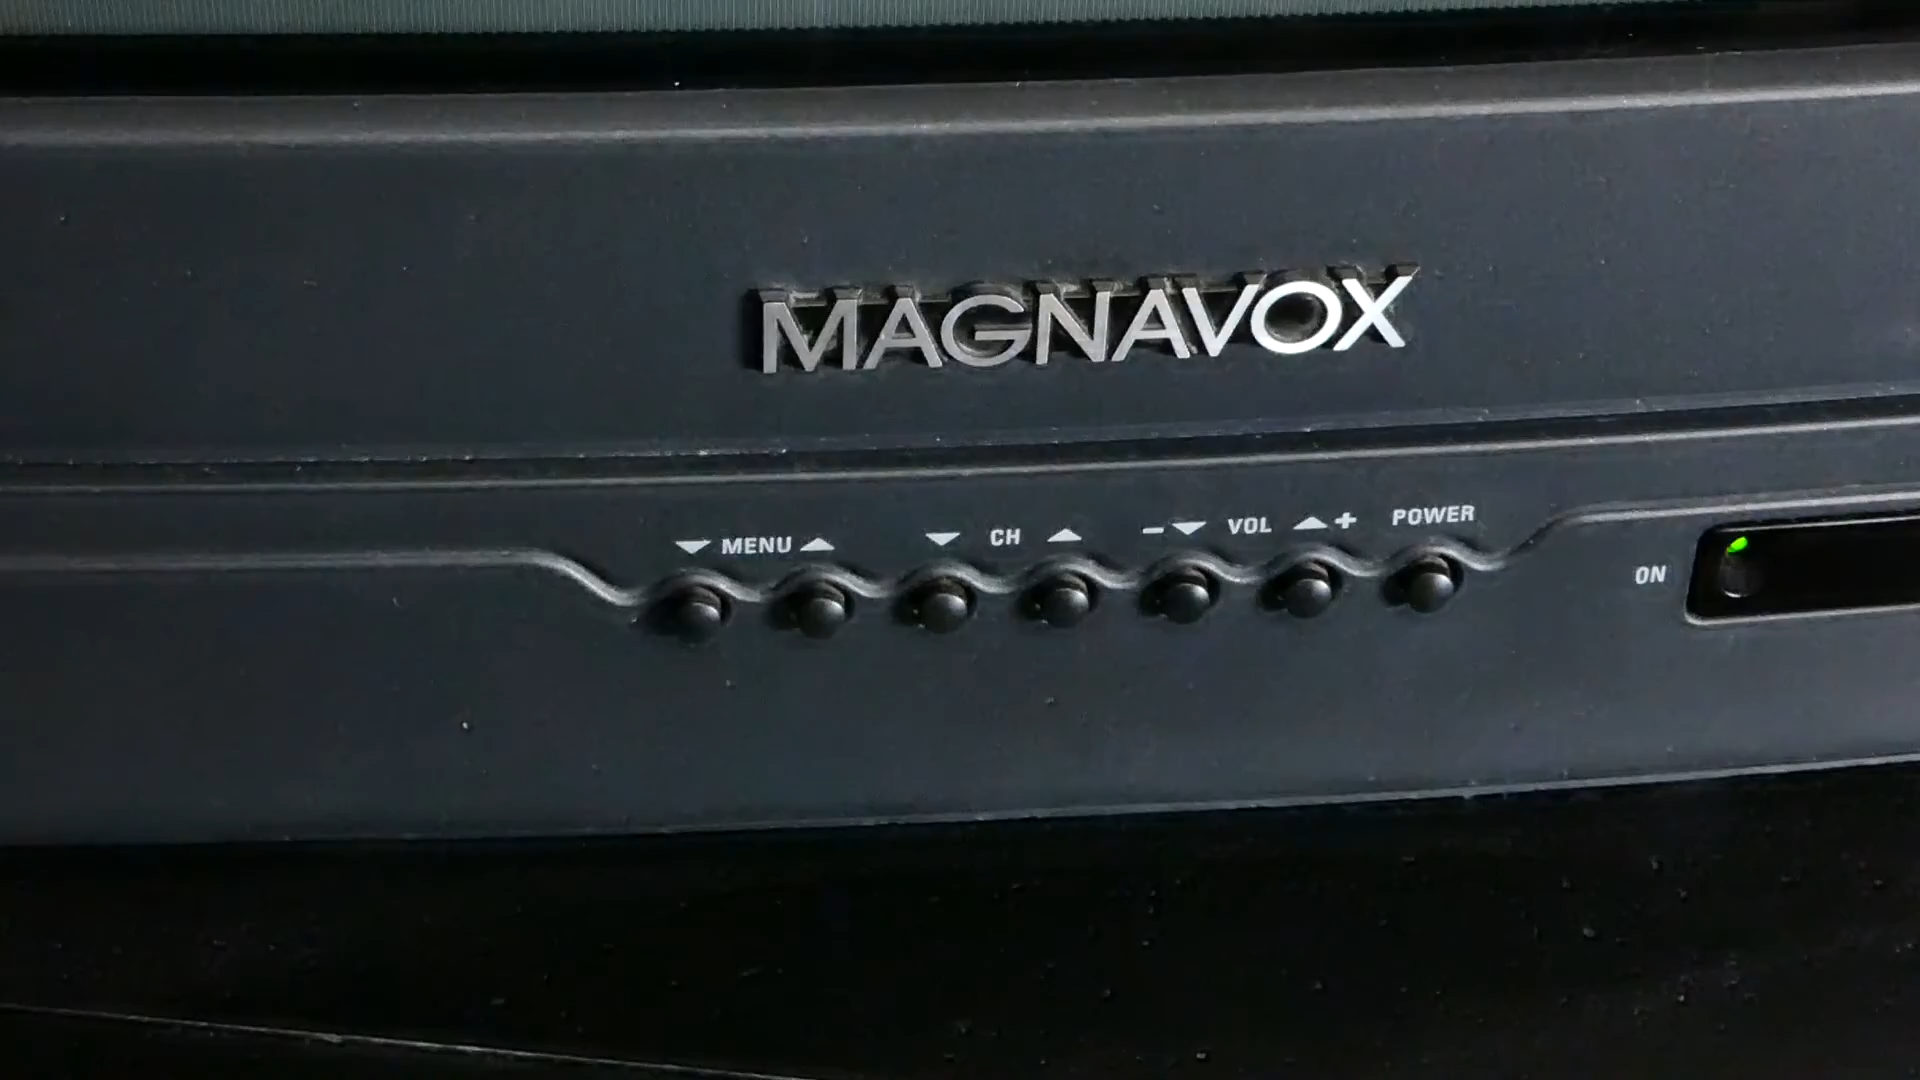 MAGNAVOX
▼ MENU ▲ ▼ CH ▲ −▼ VOL ▲+ POWER
ON